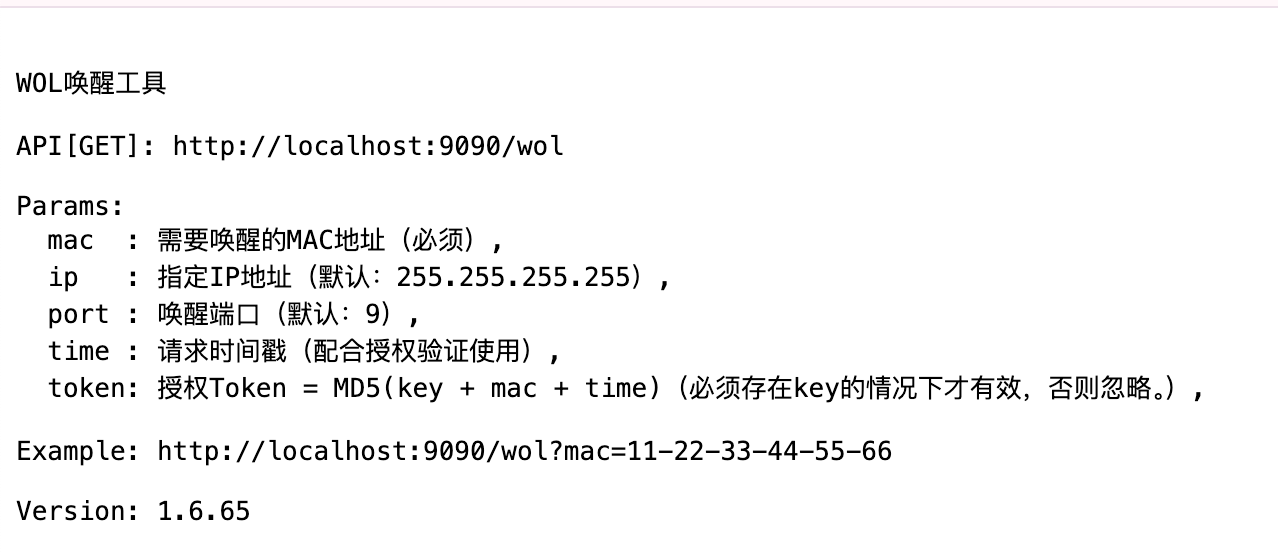 WOL唤醒工具
API[GET]: http://localhost:9090/wol
Params:
mac : 需要唤醒的MAC地址（必须）,
ip : 指定IP地址（默认：255.255.255.255）,
port : 唤醒端口（默认：9）,
time : 请求时间戳（配合授权验证使用）,
token: 授权Token = MD5(key + mac + time)（必须存在key的情况下才有效，否则忽略。）,
Example: http://localhost:9090/wol?mac=11-22-33-44-55-66
Version: 1.6.65